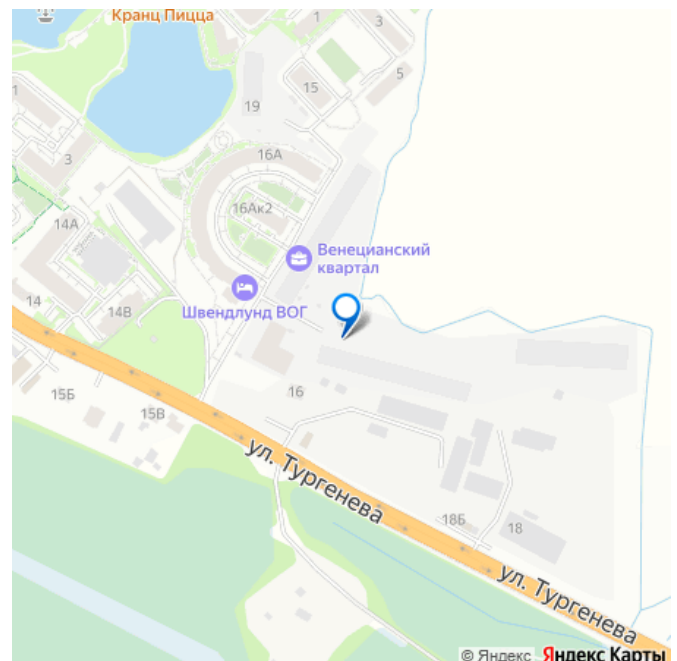 Кранц Пицца
1
3
15
5
19
1
16А
3
16Ак2
14А
Венецианский
квартал
Швендлунд ВОГ
14
14В
15Б
15В
16
ул. Тургенева
18Б
18
ул. Тургенева
© Яндекс Яндекс Карты